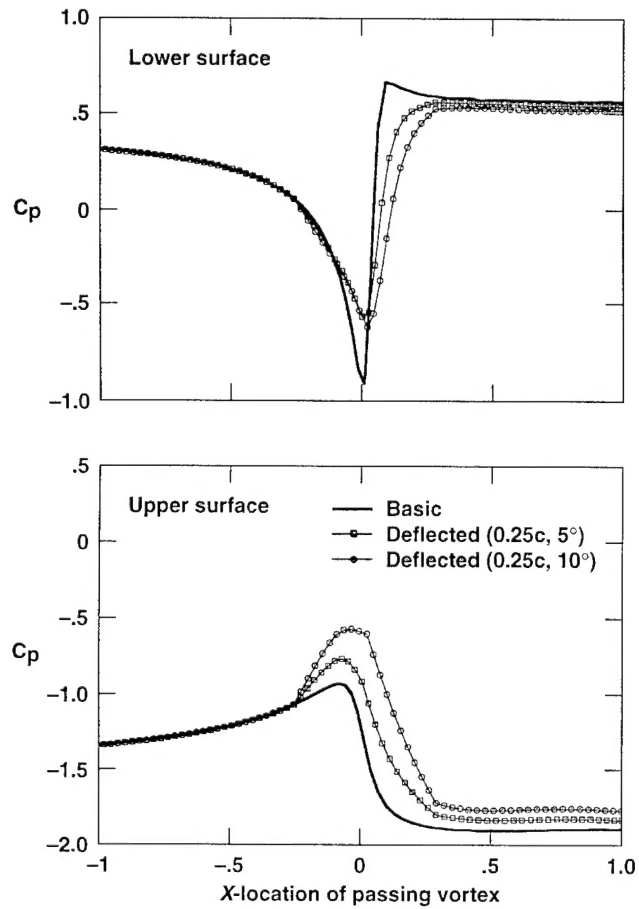 1.0
Lower surface
.5
Cp
0
–.5
–1.0
.5
Upper surface
Basic
0
Deflected (0.25c, 5°)
Deflected (0.25c, 10°)
–.5
Cp
–1.0
–1.5
–2.0
–1
–.5
0
.5
1.0
X-location of passing vortex